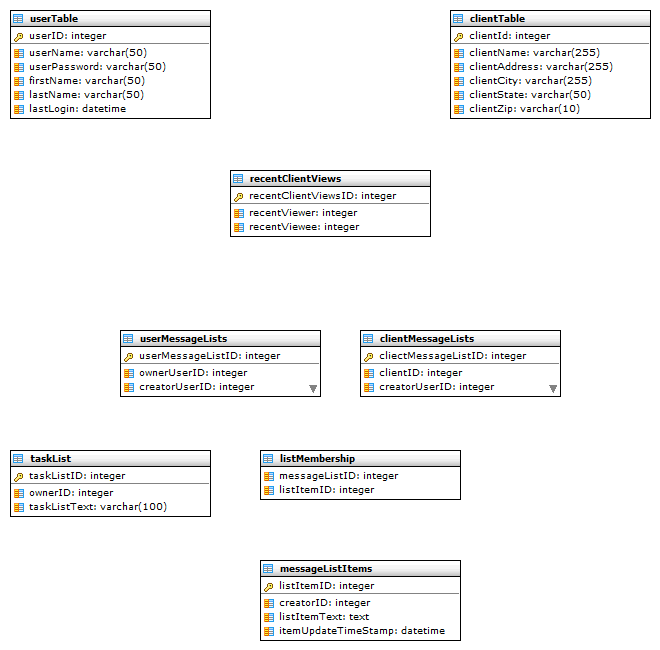 userTable
userID: integer
userName: varchar(50)
userPassword: varchar(50)
firstName: varchar(50)
lastName: varchar(50)
lastLogin: datetime
clientTable
clientId: integer
clientName: varchar(255)
clientAddress: varchar(255)
clientCity: varchar(255)
clientState: varchar(50)
clientZip: varchar(10)
recentClientViews
recentClientViewsID: integer
recentViewer: integer
recentViewee: integer
userMessageLists
userMessageListID: integer
ownerUserID: integer
creatorUserID: integer
clientMessageLists
cliectMessageListID: integer
clientID: integer
creatorUserID: integer
taskList
taskListID: integer
ownerID: integer
taskListText: varchar(100)
listMembership
messageListID: integer
listItemID: integer
messageListItems
listItemID: integer
creatorID: integer
listItemText: text
itemUpdateTimeStamp: datetime